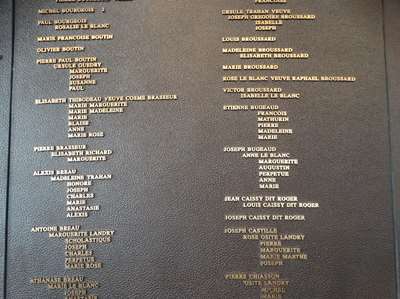 MICHEL BOURGEOIS 2
PAUL BOURGEOIS
ROSALIE LE BLANC
MARIE FRANCOISE BOUTIN
OLIVIER BOUTIN
PIERRE PAUL BOUTIN
URSULE GUEDRY
MARGUERITE
JOSEPH
SUSANNE
PAUL
ELISABETH THIBODEAU VEUVE COSME BRASSEUR
MARIE MARGUERITE
MARIE MADELEINE
MARIE
BLAISE
ANNE
MARIE ROSE
PIERRE BRASSEUR
ELISABETH RICHARD
MARGUERITE
ALEXIS BREAU
MADELEINE TRAHAN
HONORE
JOSEPH
CHARLES
MARIE
ANASTASIE
ALEXIS
ANTOINE BREAU
MARGUERITE LANDRY
SCHOLASTIQUE
JOSEPH
CHARLES
PERPETUE
MARIE ROSE
ATHANASE BREAU
MARIE LE BLANC
JOSEPH
FRANCOISE
URSULE TRAHAN VEUVE
JOSEPH GREGOIRE BROUSSARD
ISABELLE
JOSEPH
LOUIS BROUSSARD
MADELEINE BROUSSARD
ELISABETH BROUSSARD
MARIE BROUSSARD
ROSE LE BLANC VEUVE RAPHAEL BROUSSARD
VICTOR BROUSSARD
ISABELLE LE BLANC
ETIENNE BUGEAUD
FRANCOIS
MATHURIN
PIERRE
MADELEINE
MARIE
JOSEPH BUGEAUD
ANNE LE BLANC
MARGUERITE
AUGUSTIN
PERPETUE
ANNE
MARIE
JEAN CAISSY DIT ROGER
LOUIS CAISSY DIT ROGER
JOSEPH CAISSY DIT ROGER
JOSEPH CASTILLE
ROSE OSITE LANDRY
PIERRE
MARGUERITE
MARIE MARTHE
JOSEPH
PIERRE CHIASSON
OSITE LANDRY
MICHEL
MARIE